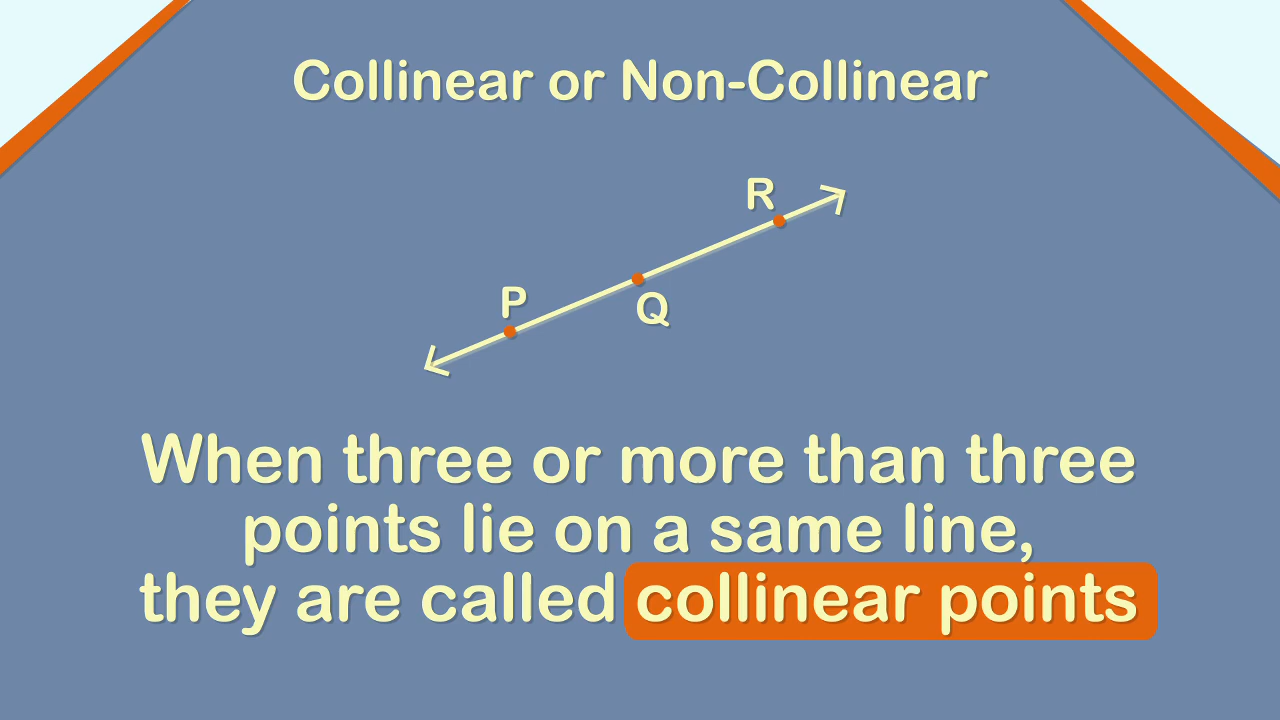 Collinear or Non-Collinear
R
P
Q
When three or more than three
points lie on a same line,
they are called collinear points